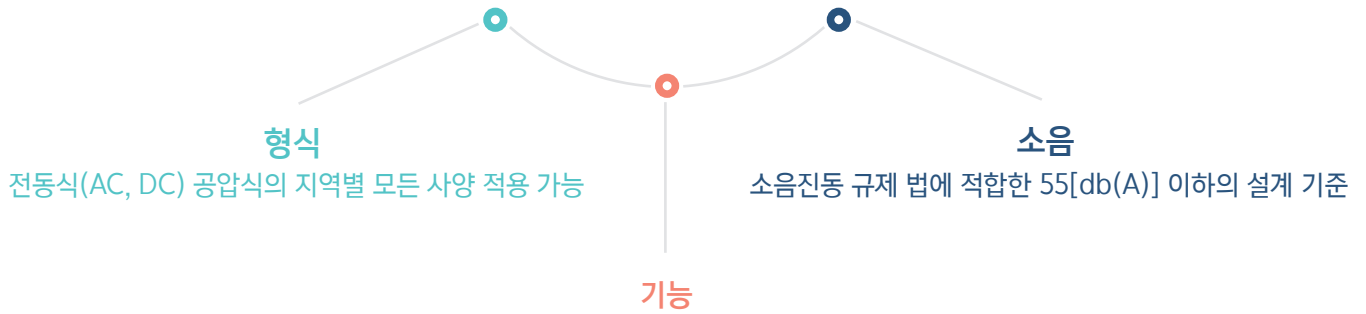 형식
전동식(AC, DC) 공압식의 지역별 모든 사양 적용 가능
소음
소음진동 규제 법에 적합한 55[db(A)] 이하의 설계 기준
기능